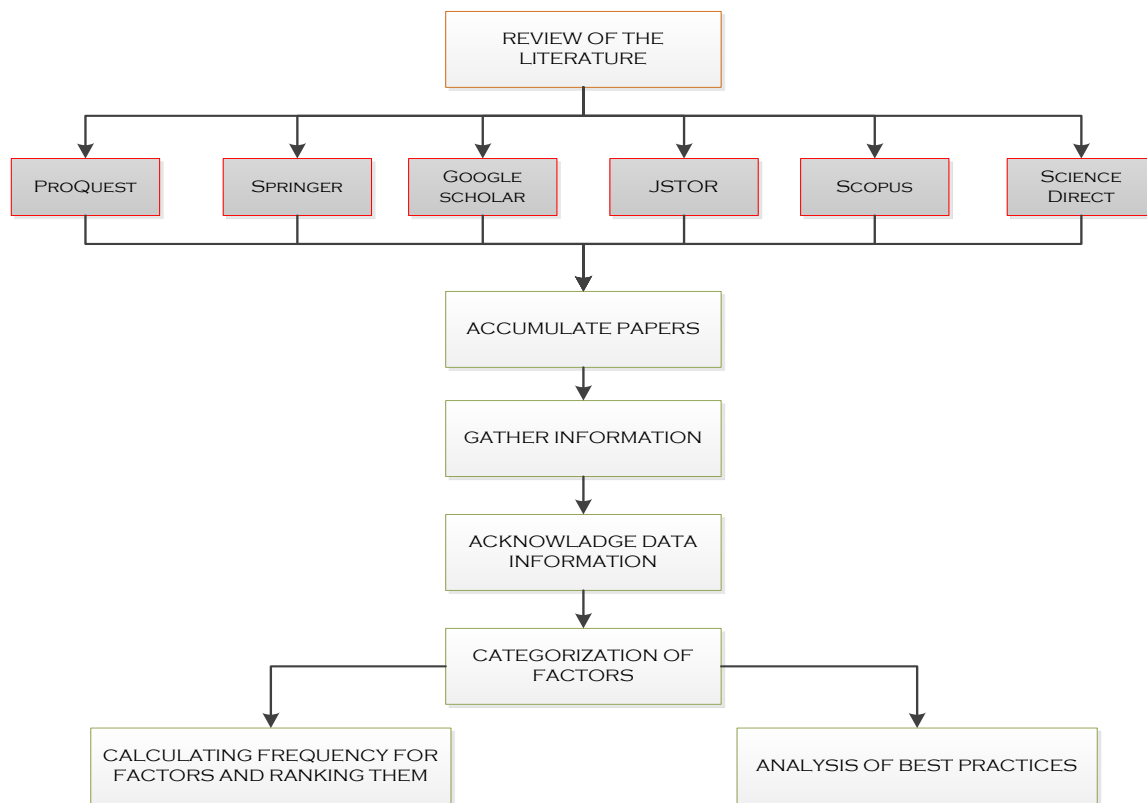 REVIEW OF THE
LITERATURE
PROQUEST
SPRINGER
GOOGLE
SCHOLAR
JSTOR
SCOPUS
SCIENCE
DIRECT
ACCUMULATE PAPERS
GATHER INFORMATION
ACKNOWLADGE DATA
INFORMATION
CATEGORIZATION OF
FACTORS
CALCULATING FREQUENCY FOR
FACTORS AND RANKING THEM
ANALYSIS OF BEST PRACTICES